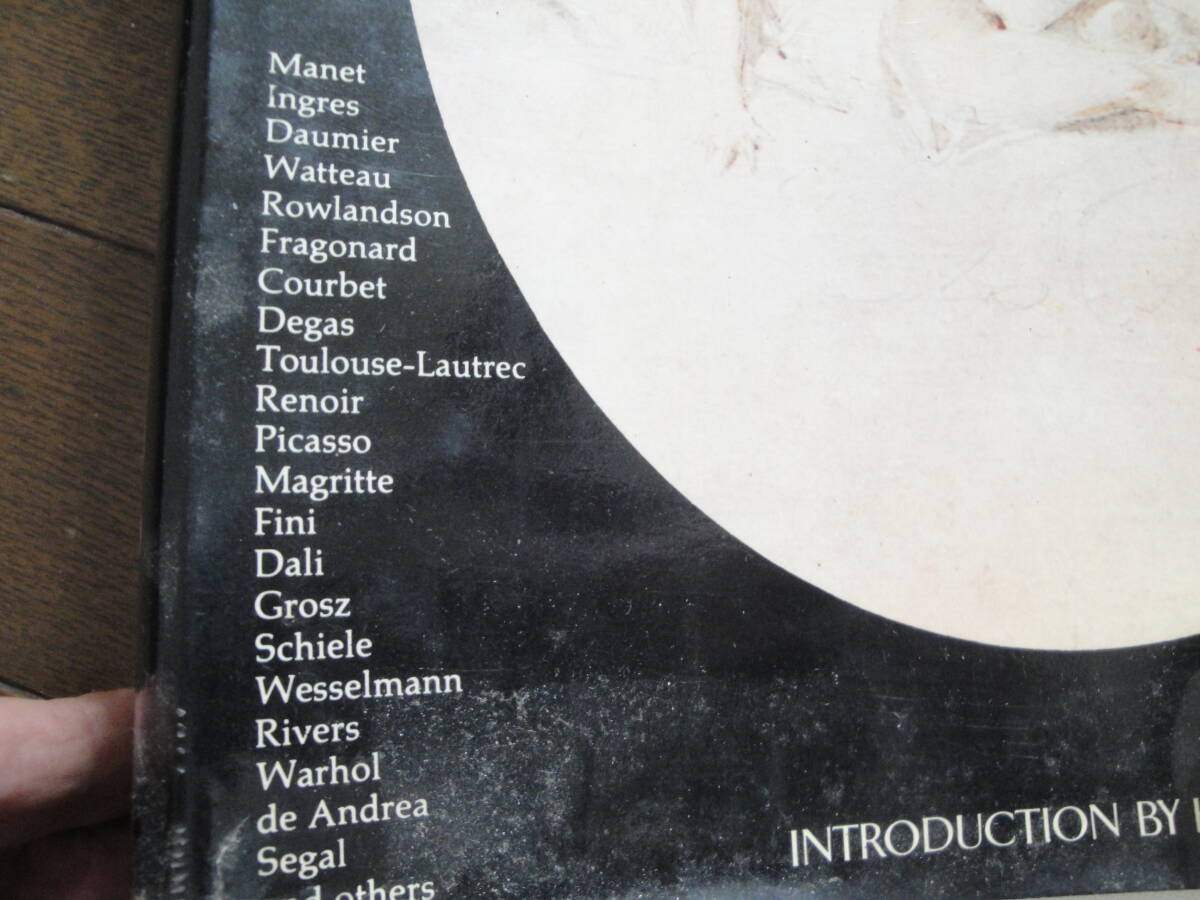 Manet
Ingres
Daumier
Watteau
Rowlandson
Fragonard
Courbet
Degas
Toulouse-Lautrec
Renoir
Picasso
Magritte
Fini
Dali
Grosz
Schiele
Wesselmann
Rivers
Warhol
de Andrea
Segal
others
INTRODUCTION BY